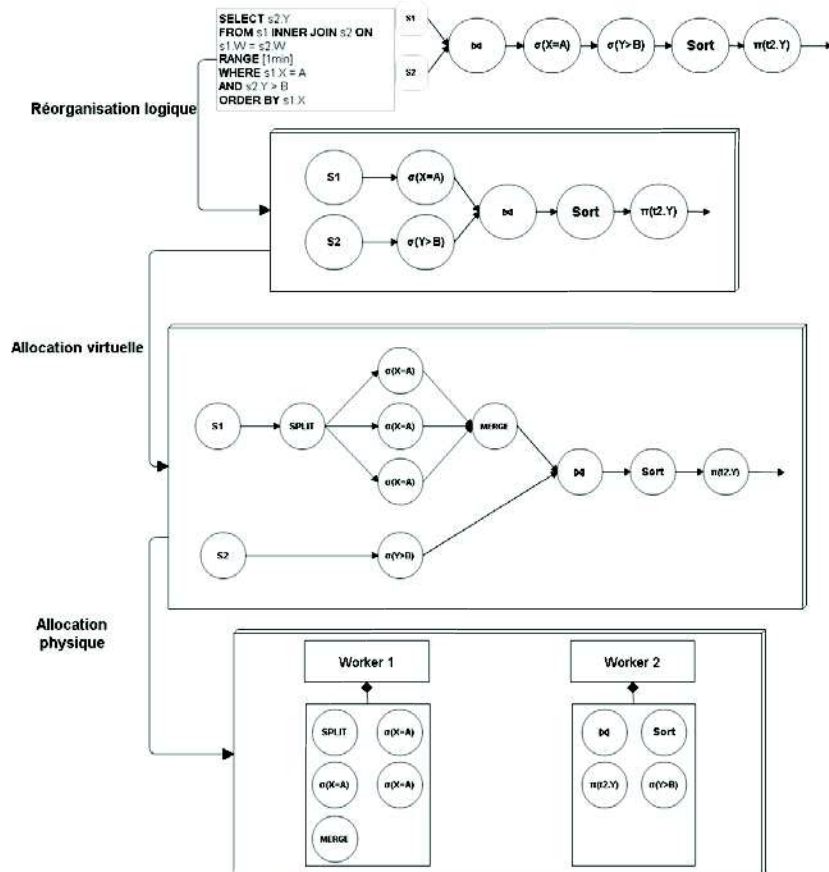 SELECT s2.Y
FROM s1 INNER JOIN s2 ON
s1.W = s2.W
RANGE [1min]
WHERE s1.X = A
AND s2.Y > B
ORDER BY s1.X
S1
S2
⋈
σ(X=A)
σ(Y>B)
Sort
π(t2.Y)
Réorganisation logique
S1
σ(X=A)
S2
σ(Y>B)
⋈
Sort
π(t2.Y)
Allocation virtuelle
S1
SPLIT
σ(X=A)
σ(X=A)
σ(X=A)
MERGE
S2
σ(Y>B)
⋈
Sort
π(t2.Y)
Allocation
physique
Worker 1
SPLIT
σ(X=A)
σ(X=A)
σ(X=A)
MERGE
Worker 2
⋈
Sort
π(t2.Y)
σ(Y>B)